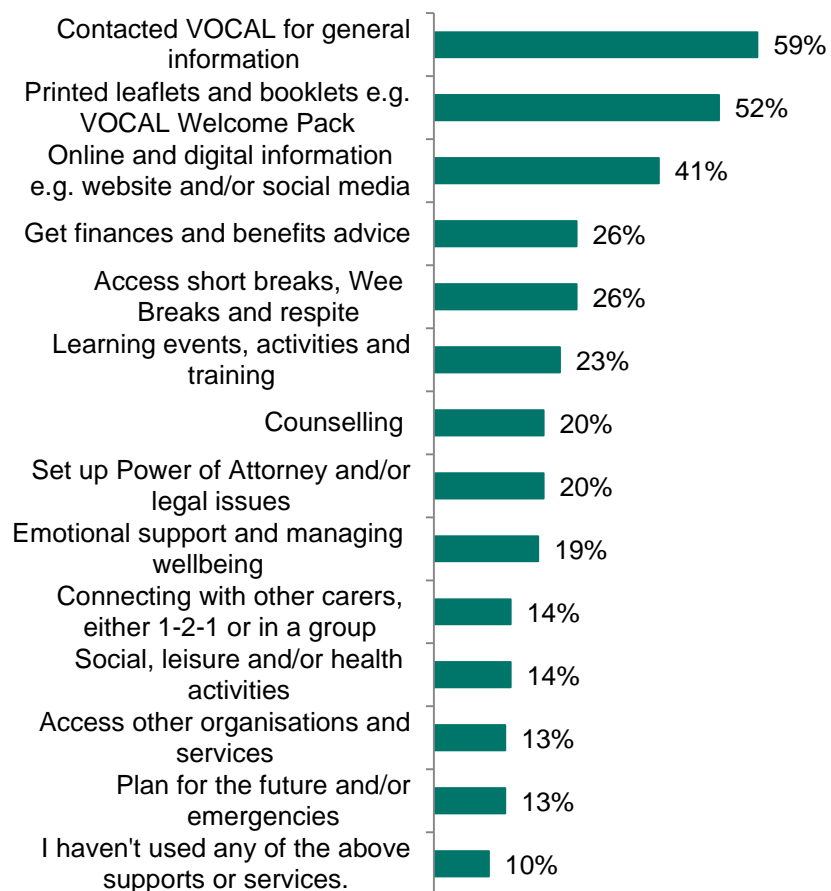 Contacted VOCAL for general
information
59%
Printed leaflets and booklets e.g.
VOCAL Welcome Pack
52%
Online and digital information
e.g. website and/or social media
41%
Get finances and benefits advice
26%
Access short breaks, Wee
Breaks and respite
26%
Learning events, activities and
training
23%
Counselling
20%
Set up Power of Attorney and/or
legal issues
20%
Emotional support and managing
wellbeing
19%
Connecting with other carers,
either 1-2-1 or in a group
14%
Social, leisure and/or health
activities
14%
Access other organisations and
services
13%
Plan for the future and/or
emergencies
13%
I haven't used any of the above
supports or services.
10%